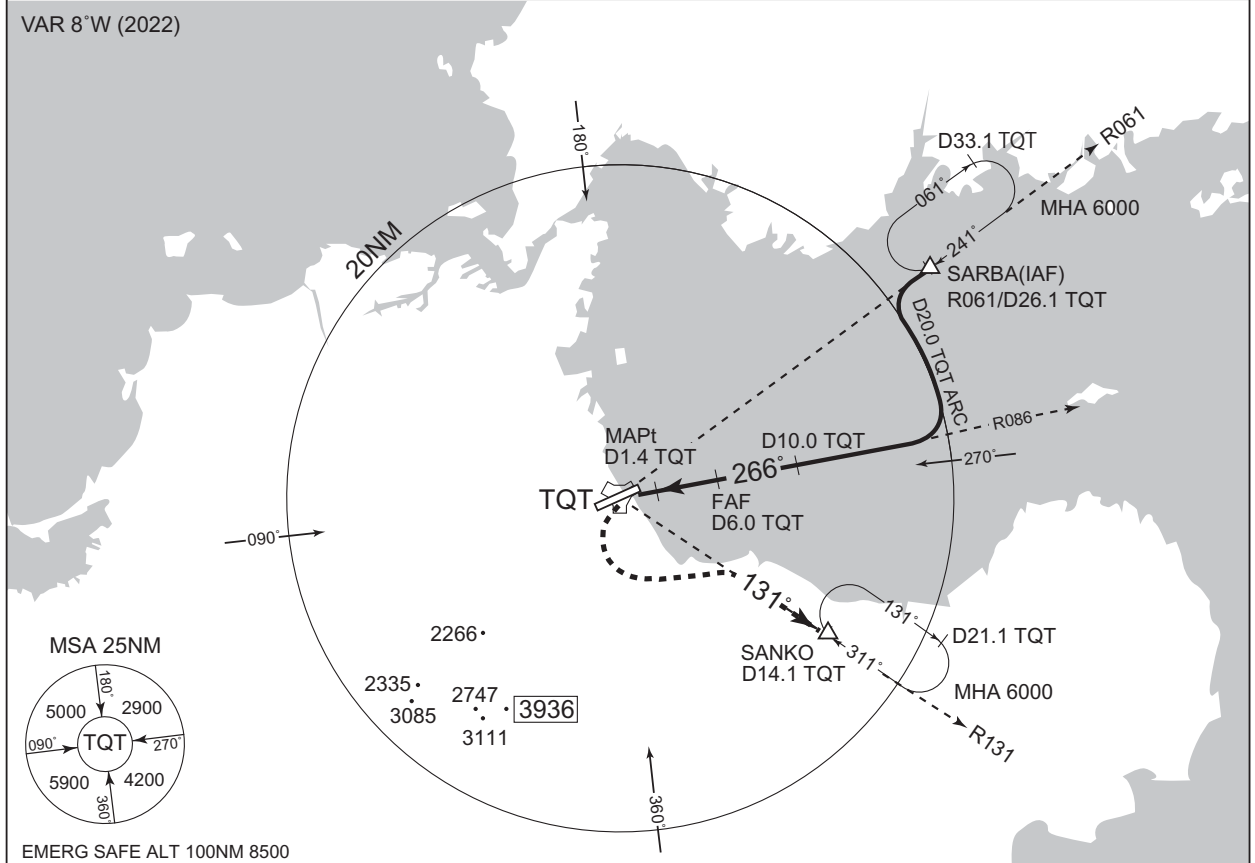 VAR 8˚W (2022)
180˚
20NM
D33.1 TQT
R061
061˚
MHA 6000
241˚
SARBA(IAF)
R061/D26.1 TQT
D20.0 TQT ARC
R086
MAPt
D1.4 TQT
D10.0 TQT
266˚
270˚
TQT
FAF
D6.0 TQT
090˚
131˚
131˚
D21.1 TQT
SANKO
D14.1 TQT
311˚
MHA 6000
R131
2266
2335
3085
2747
3936
3111
360˚
MSA 25NM
180˚
5000
2900
090˚
TQT
270˚
5900
4200
360˚
EMERG SAFE ALT 100NM 8500